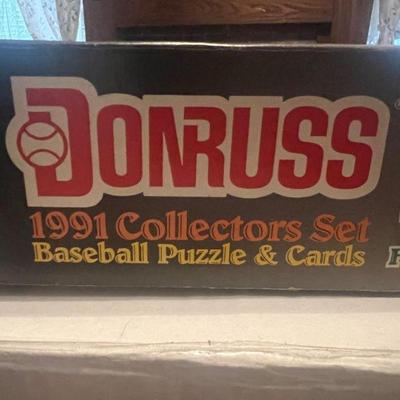 DONRUSS
1991 Collectors Set
Baseball Puzzle & Cards